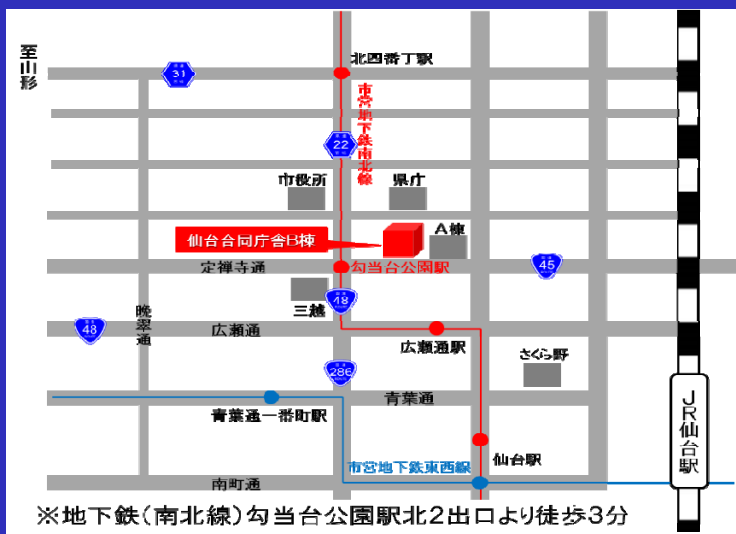 至山形
北四番丁駅
31
市営地下鉄南北線
22
市役所
県庁
A棟
仙台合同庁舎B棟
定禅寺通
勾当台公園駅
45
三越
48
晩翠通
48
広瀬通
広瀬通駅
さくら野
286
青葉通
青葉通一番町駅
JR仙台駅
仙台駅
市営地下鉄東西線
南町通
※地下鉄(南北線)勾当台公園駅北2出口より徒歩3分